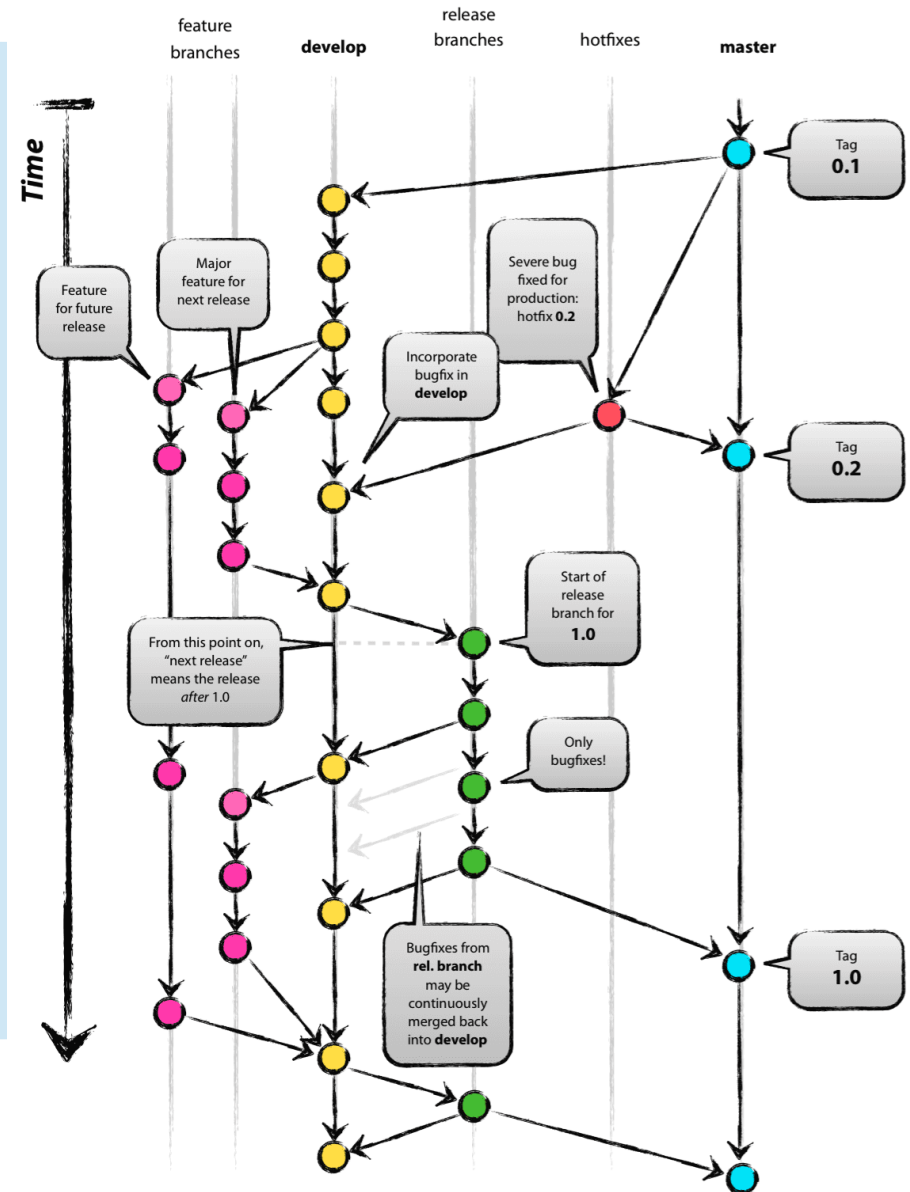 feature
branches
develop
release
branches
hotfixes
master
Time
Tag
0.1
Feature
for future
release
Major
feature for
next release
Severe bug
fixed for
production:
hotfix 0.2
Incorporate
bugfix in
develop
Tag
0.2
Start of
release
branch for
1.0
From this point on,
“next release”
means the release
after 1.0
Only
bugfixes!
Bugfixes from
rel. branch
may be
continuously
merged back
into develop
Tag
1.0